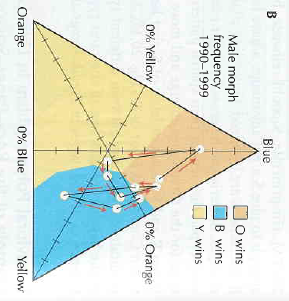 B
Male morph
frequency
1990–1999
Orange
0% Yellow
Blue
0% Blue
0% Orange
Yellow
O wins
B wins
Y wins